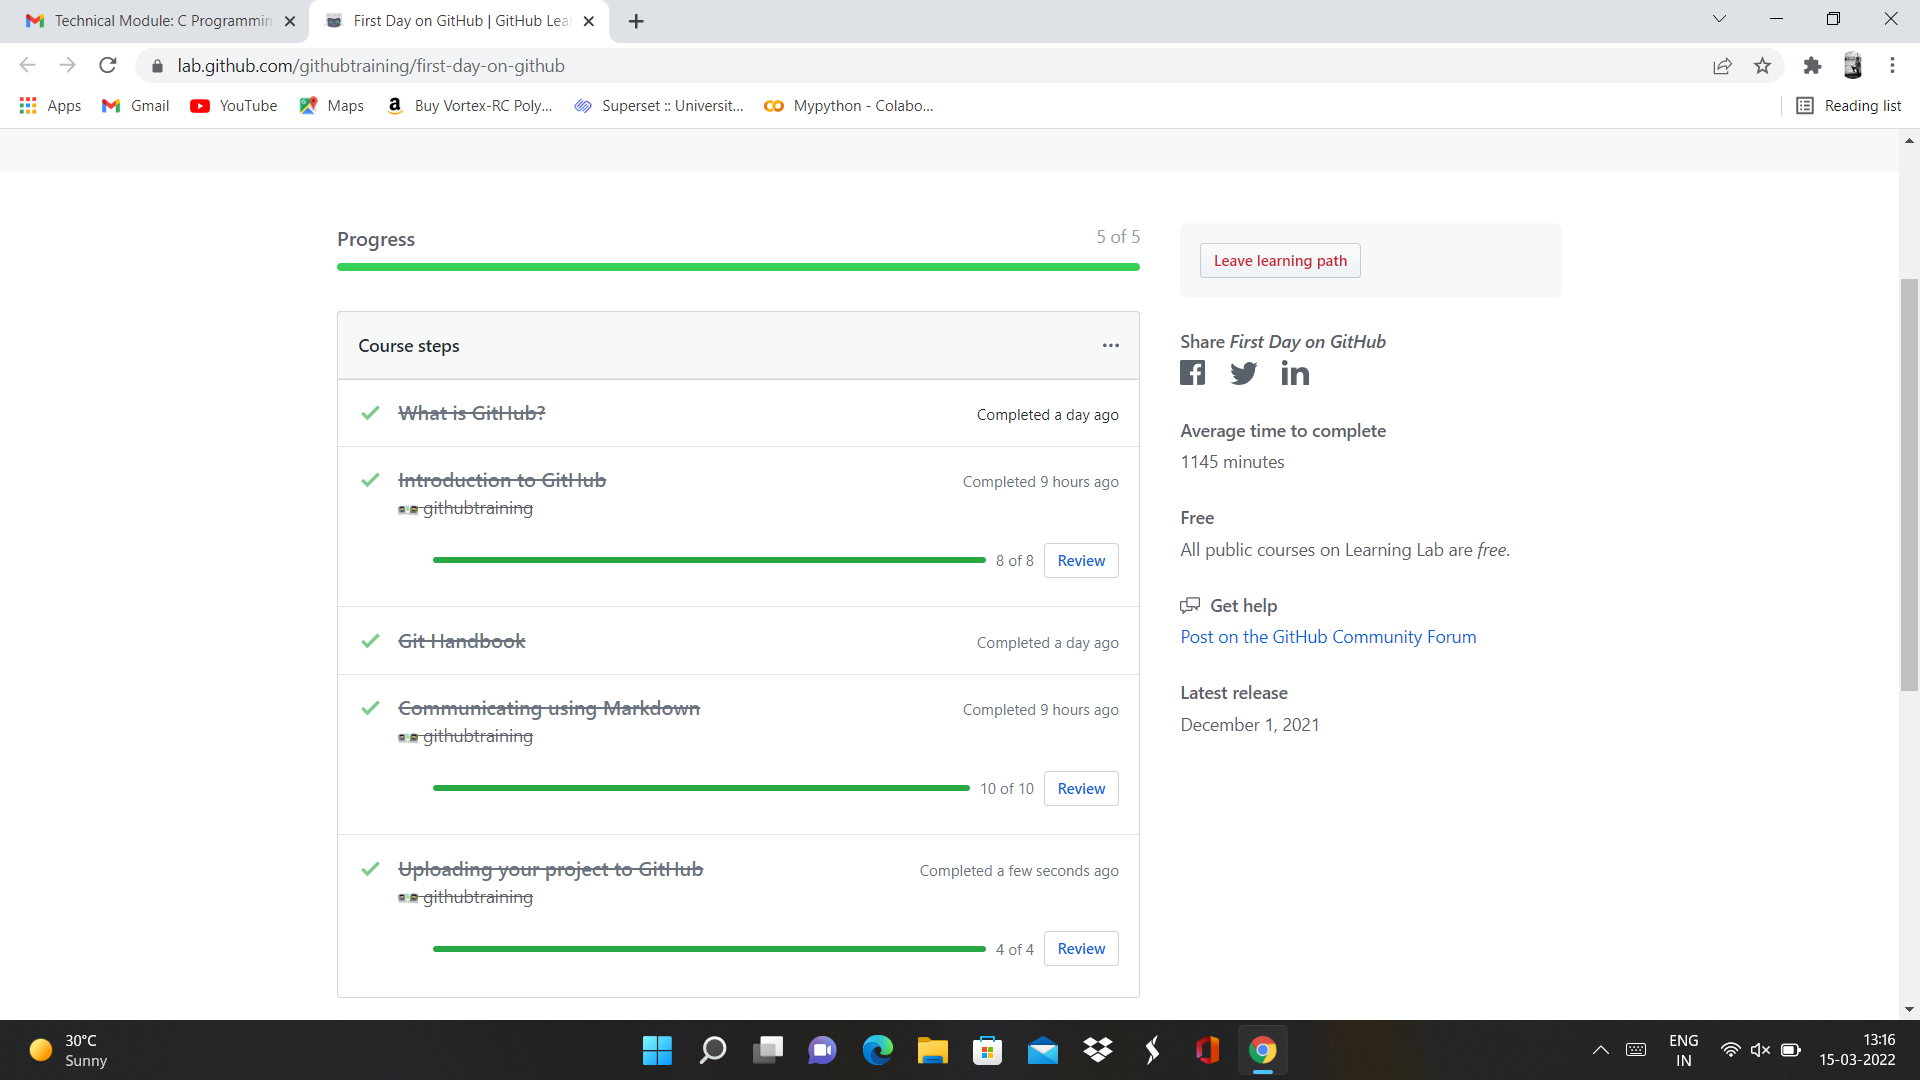 Technical Module: C Programmin
First Day on GitHub | GitHub Lea
lab.github.com/githubtraining/first-day-on-github
Apps
Gmail
YouTube
Maps
Buy Vortex-RC Poly...
Superset :: Universit...
Mypython - Colabo...
Reading list
Progress
5 of 5
Course steps
What is GitHub?
Completed a day ago
Introduction to GitHub
Completed 9 hours ago
githubtraining
8 of 8
Review
Git Handbook
Completed a day ago
Communicating using Markdown
Completed 9 hours ago
githubtraining
10 of 10
Review
Uploading your project to GitHub
Completed a few seconds ago
githubtraining
4 of 4
Review
Leave learning path
Share First Day on GitHub
Average time to complete
1145 minutes
Free
All public courses on Learning Lab are free.
Get help
Post on the GitHub Community Forum
Latest release
December 1, 2021
30°C
Sunny
ENG
IN
13:16
15-03-2022